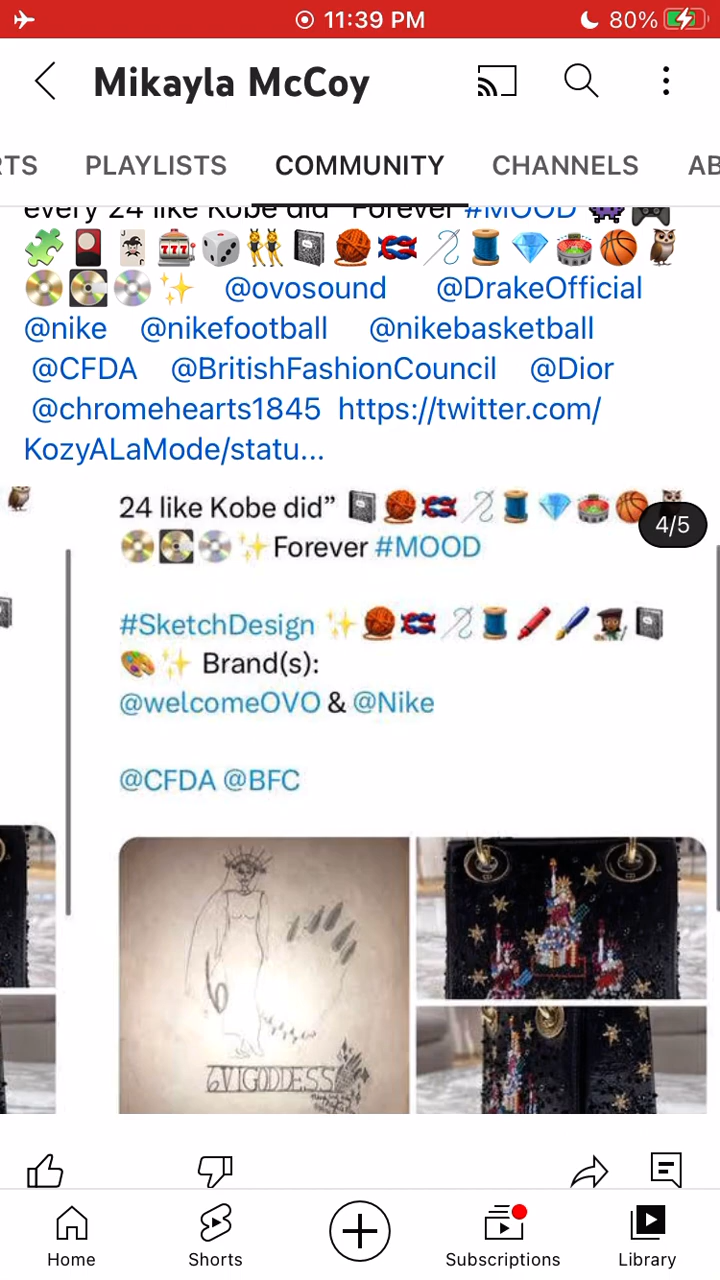 11:39 PM
80%
Mikayla McCoy
RTS PLAYLISTS COMMUNITY CHANNELS AB
every 24 like Kobe did” Forever #MOOD 👾🎮
🧩🎴🃏🎰🎲👯📓🧶🪢🪡🧵💎🏟🏀🦉
📀💽💿✨ @ovosound @DrakeOfficial
@nike @nikefootball @nikebasketball
@CFDA @BritishFashionCouncil @Dior
@chromehearts1845 https://twitter.com/
KozyALaMode/statu...
24 like Kobe did” 📓🧶🪢🪡🧵💎🏟🏀🦉
4/5
📀💽💿✨Forever #MOOD
#SketchDesign ✨🧶🪢🪡🧵🖍🖌👩🏾‍🎨📓
🎨✨ Brand(s):
@welcomeOVO & @Nike
@CFDA @BFC
6
6VIGODDESS
Home Shorts Subscriptions Library